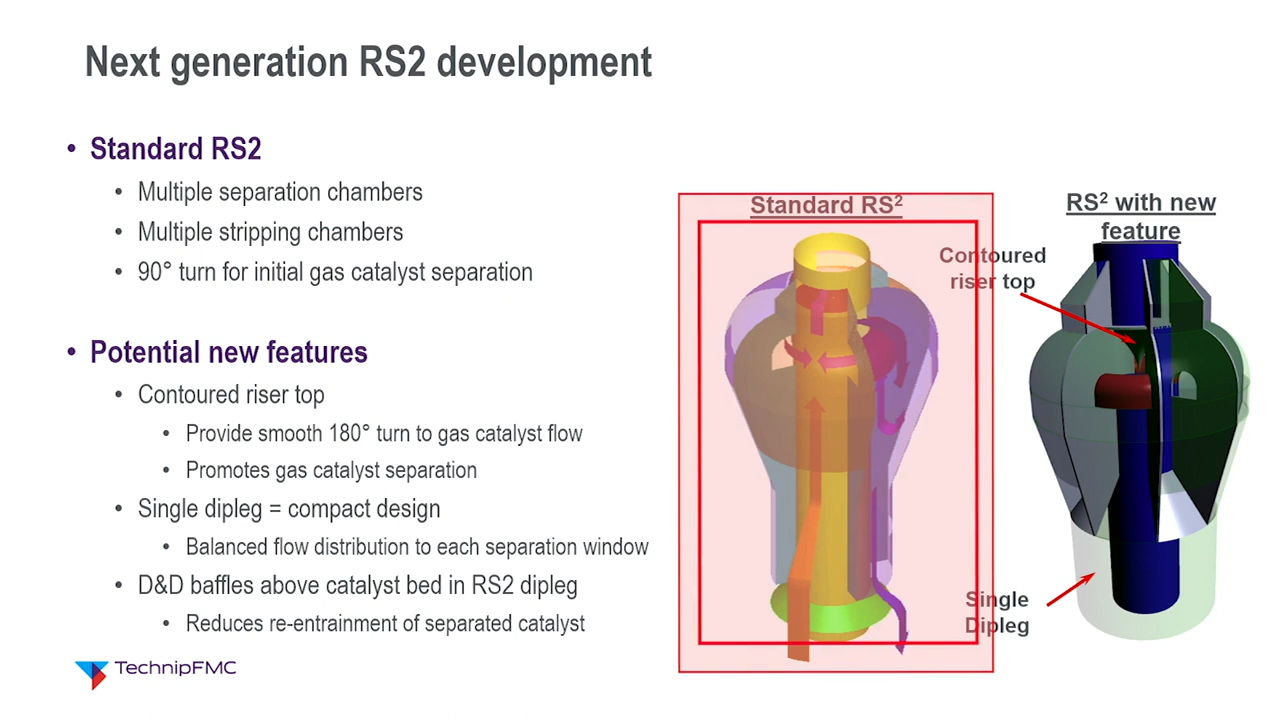 Next generation RS2 development
• Standard RS2
• Multiple separation chambers
• Multiple stripping chambers
• 90° turn for initial gas catalyst separation
• Potential new features
• Contoured riser top
• Provide smooth 180° turn to gas catalyst flow
• Promotes gas catalyst separation
• Single dipleg = compact design
• Balanced flow distribution to each separation window
• D&D baffles above catalyst bed in RS2 dipleg
• Reduces re-entrainment of separated catalyst
TechnipFMC
Standard RS²
RS² with new
feature
Contoured
riser top
Single
Dipleg